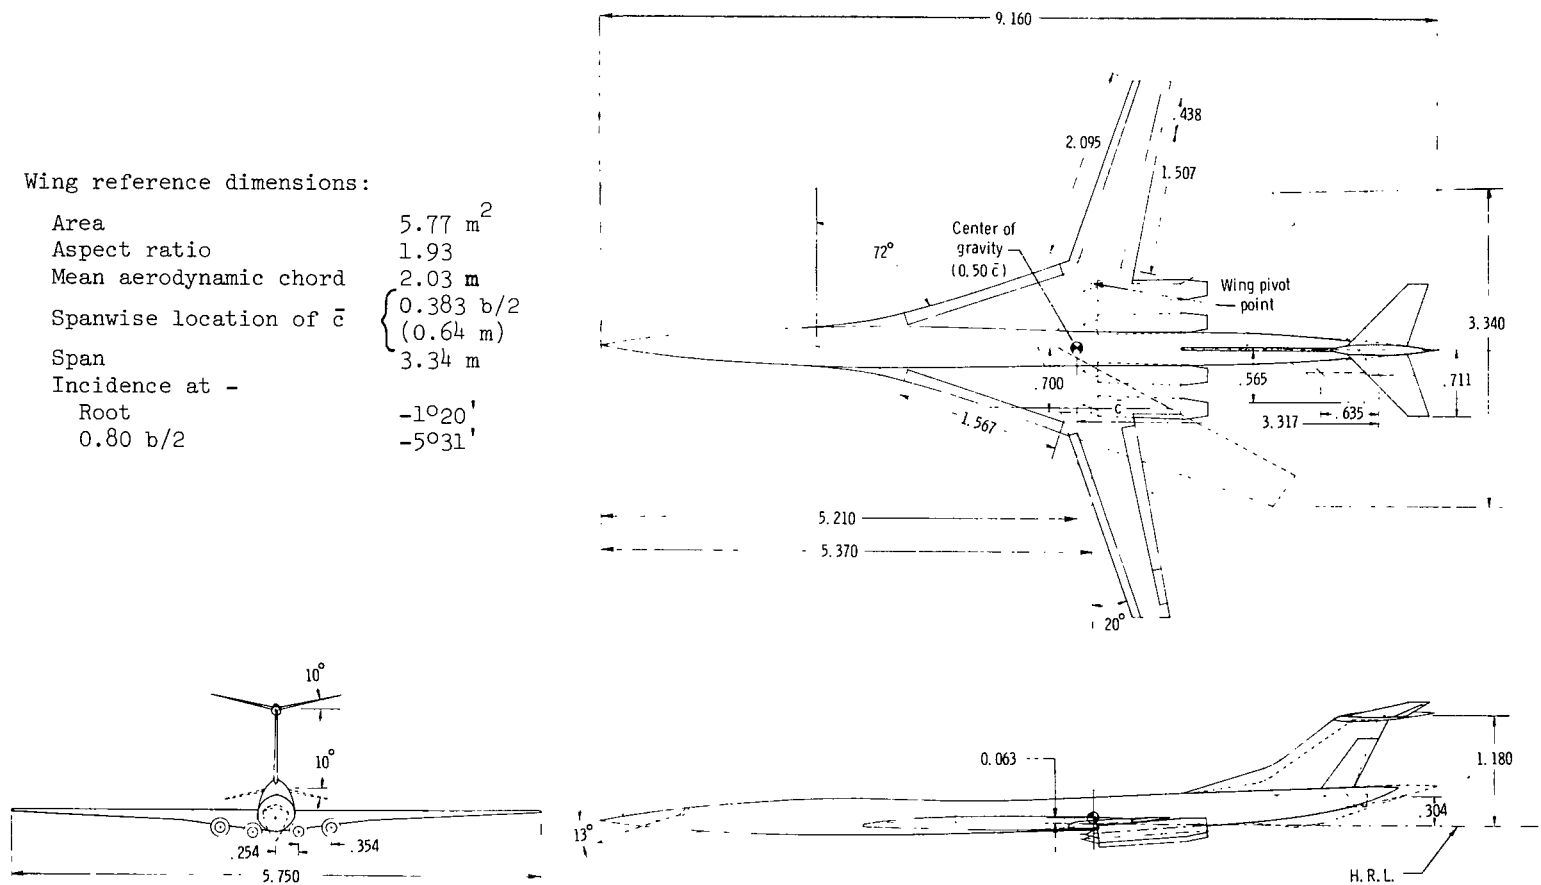 Wing reference dimensions:
Area 5.77 m²
Aspect ratio 1.93
Mean aerodynamic chord 2.03 m
Spanwise location of c̄ { 0.383 b/2
(0.64 m)
Span 3.34 m
Incidence at -
Root -1°20'
0.80 b/2 -5°31'
9.160
.438
2.095
1.507
72°
Center of
gravity
(0.50 c̄)
Wing pivot
point
3.340
.700
.565
.711
c̄
.635
3.317
1.567
5.210
5.370
20°
10°
10°
.254
.354
5.750
0.063
1.180
.304
13°
H.R.L.